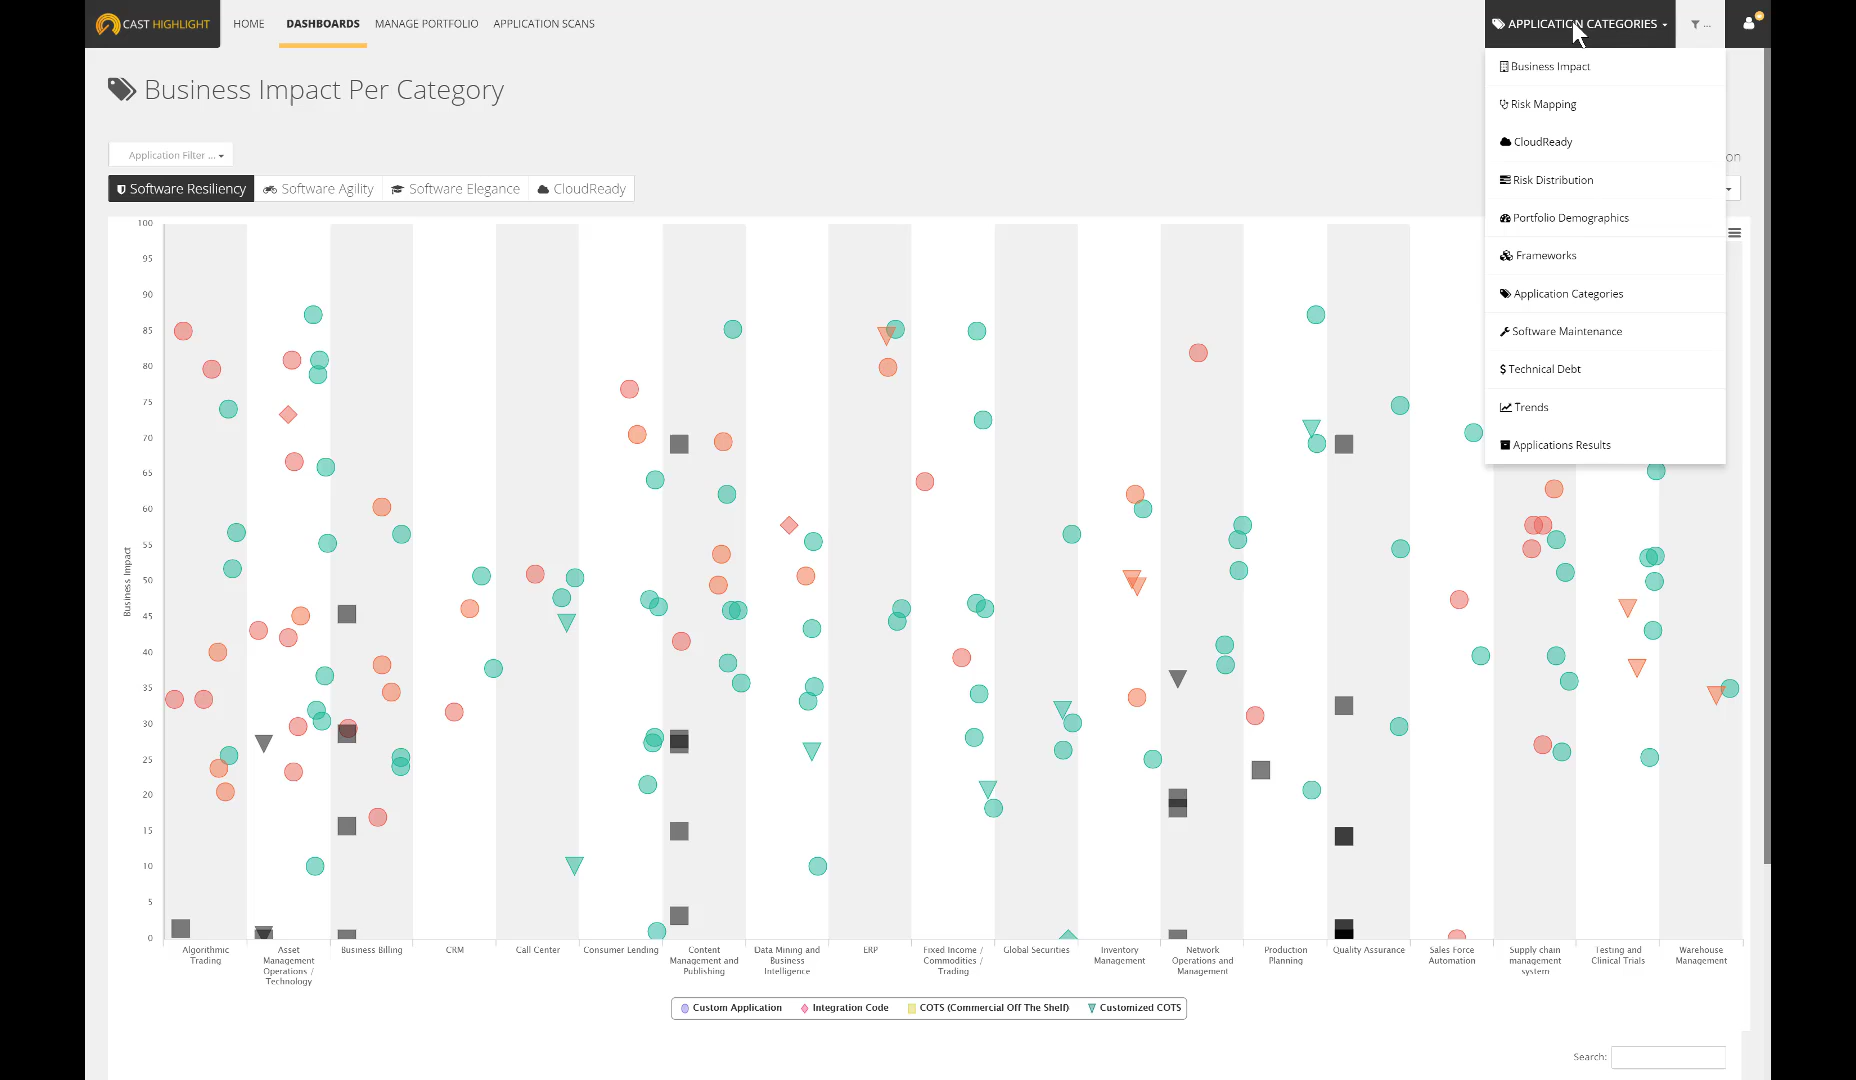 CAST HIGHLIGHT
HOME
DASHBOARDS
MANAGE PORTFOLIO
APPLICATION SCANS
APPLICATION CATEGORIES
...
Business Impact
Risk Mapping
CloudReady
Risk Distribution
Portfolio Demographics
Frameworks
Application Categories
Software Maintenance
$ Technical Debt
Trends
Applications Results
Business Impact Per Category
Application Filter ...
on
Software Resiliency
Software Agility
Software Elegance
CloudReady
100
95
90
85
80
75
70
65
60
55
50
45
40
35
30
25
20
15
10
5
0
Business Impact
Algorithmic
Trading
Asset
Management
Operations /
Technology
Business Billing
CRM
Call Center
Consumer Lending
Content
Management and
Publishing
Data Mining and
Business
Intelligence
ERP
Fixed Income /
Commodities /
Trading
Global Securities
Inventory
Management
Network
Operations and
Management
Production
Planning
Quality Assurance
Sales Force
Automation
Supply chain
management
system
Testing and
Clinical Trials
Warehouse
Management
Custom Application
Integration Code
COTS (Commercial Off The Shelf)
Customized COTS
Search: